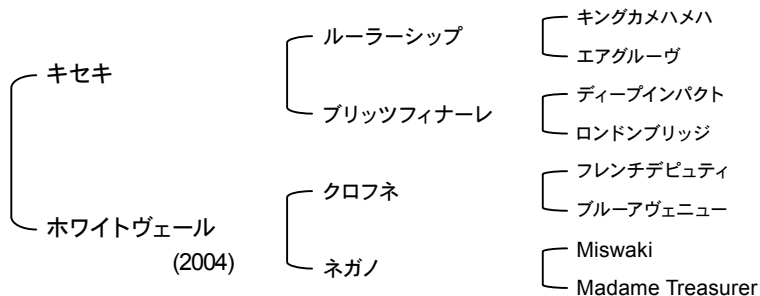 キングカメハメハ
ルーラーシップ
エアグルーヴ
キセキ
ディープインパクト
ブリッツフィナーレ
ロンドンブリッジ
フレンチデピュティ
クロフネ
ブルーアヴェニュー
ホワイトヴェール
(2004)
Miswaki
ネガノ
Madame Treasurer